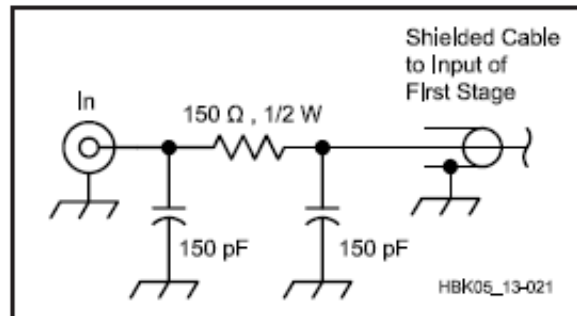 Shielded Cable
to Input of
First Stage
In
150 Ω , 1/2 W
150 pF
150 pF
HBK05_13-021